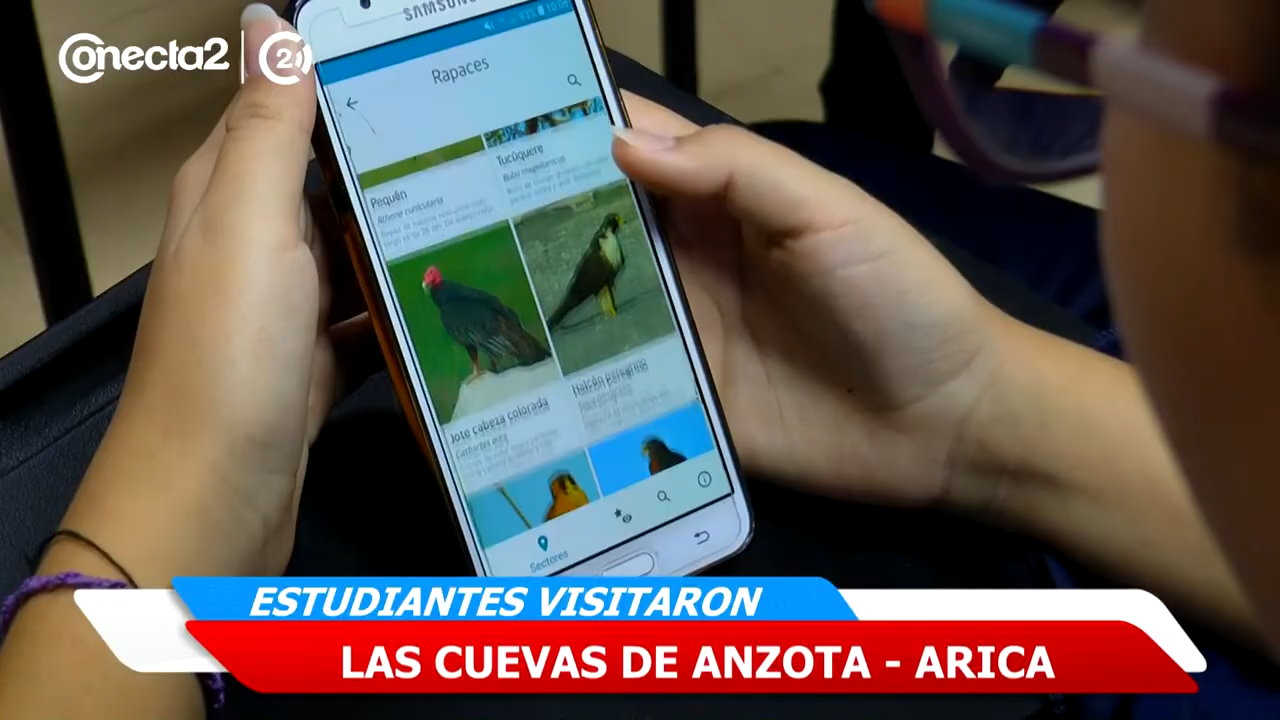 Conecta2
2
SAMSUNG
Rapaces
Tucúquere
Bubo magellanicus
Pequén
Athene cunicularia
Halcón peregrino
Jote cabeza colorada
Cathartes aura
Sectores
ESTUDIANTES VISITARON
LAS CUEVAS DE ANZOTA - ARICA